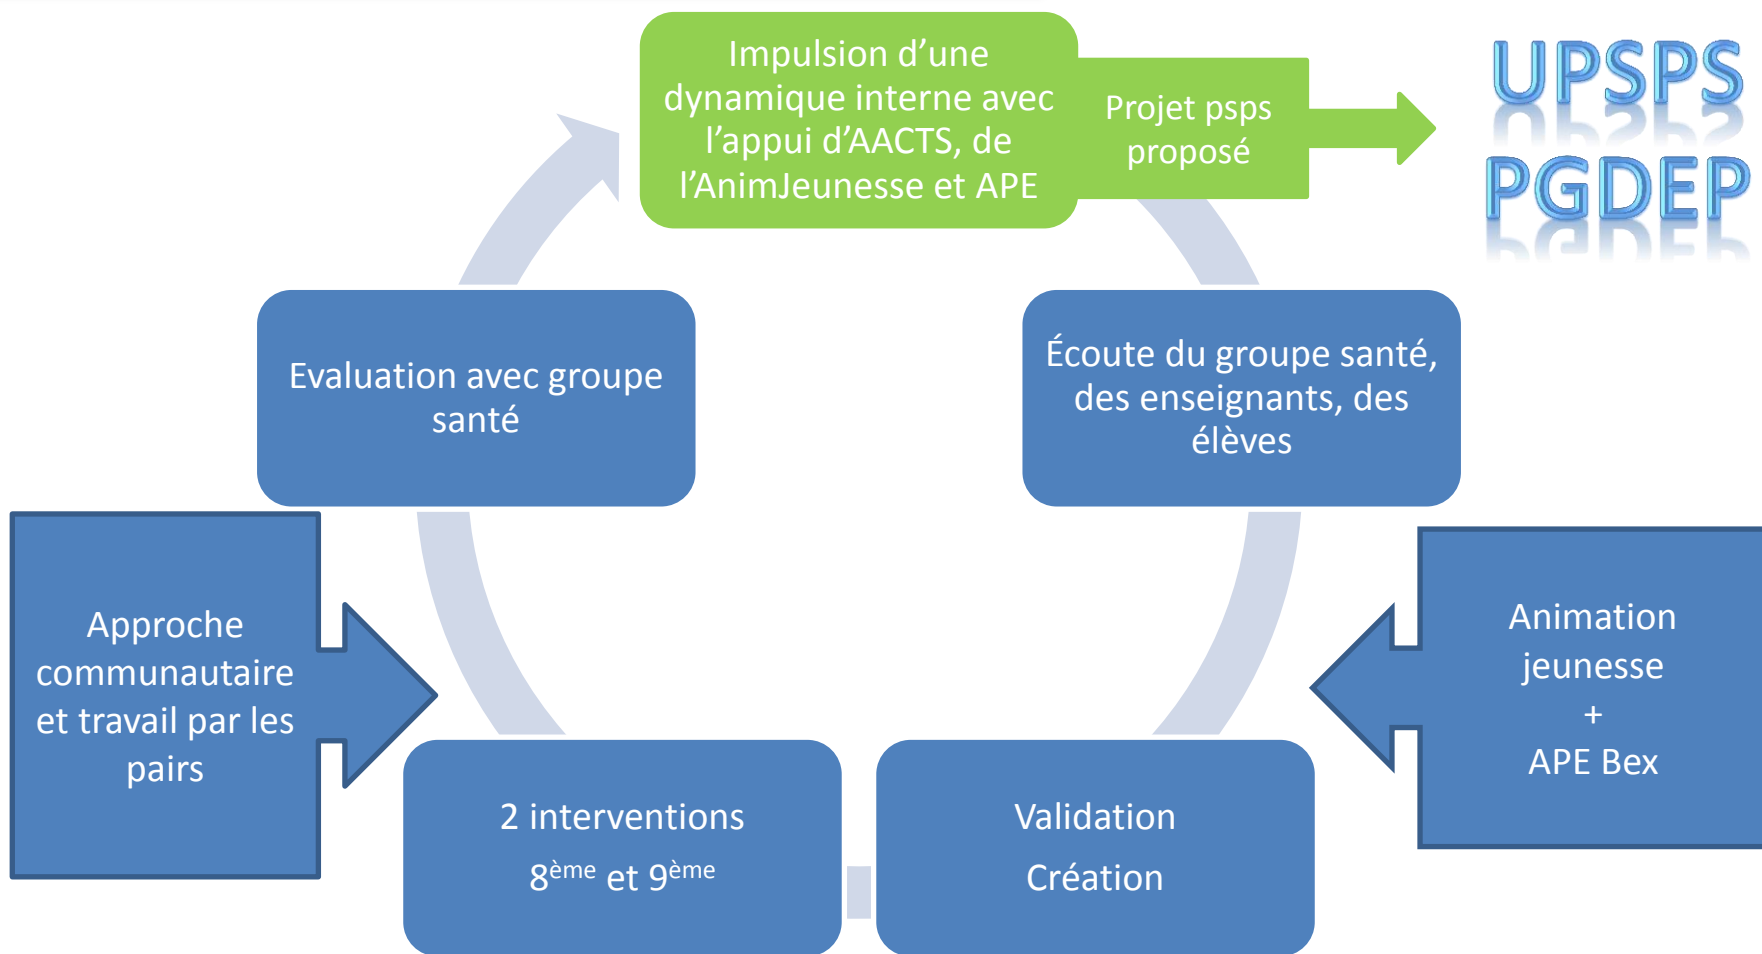 Impulsion d’une
dynamique interne avec
l’appui d’AACTS, de
l’AnimJeunesse et APE
Projet psps
proposé
UPSPS
PGDEP
Écoute du groupe santé,
des enseignants, des
élèves
Animation
jeunesse
+
APE Bex
Validation
Création
2 interventions
8ème et 9ème
Approche
communautaire
et travail par les
pairs
Evaluation avec groupe
santé